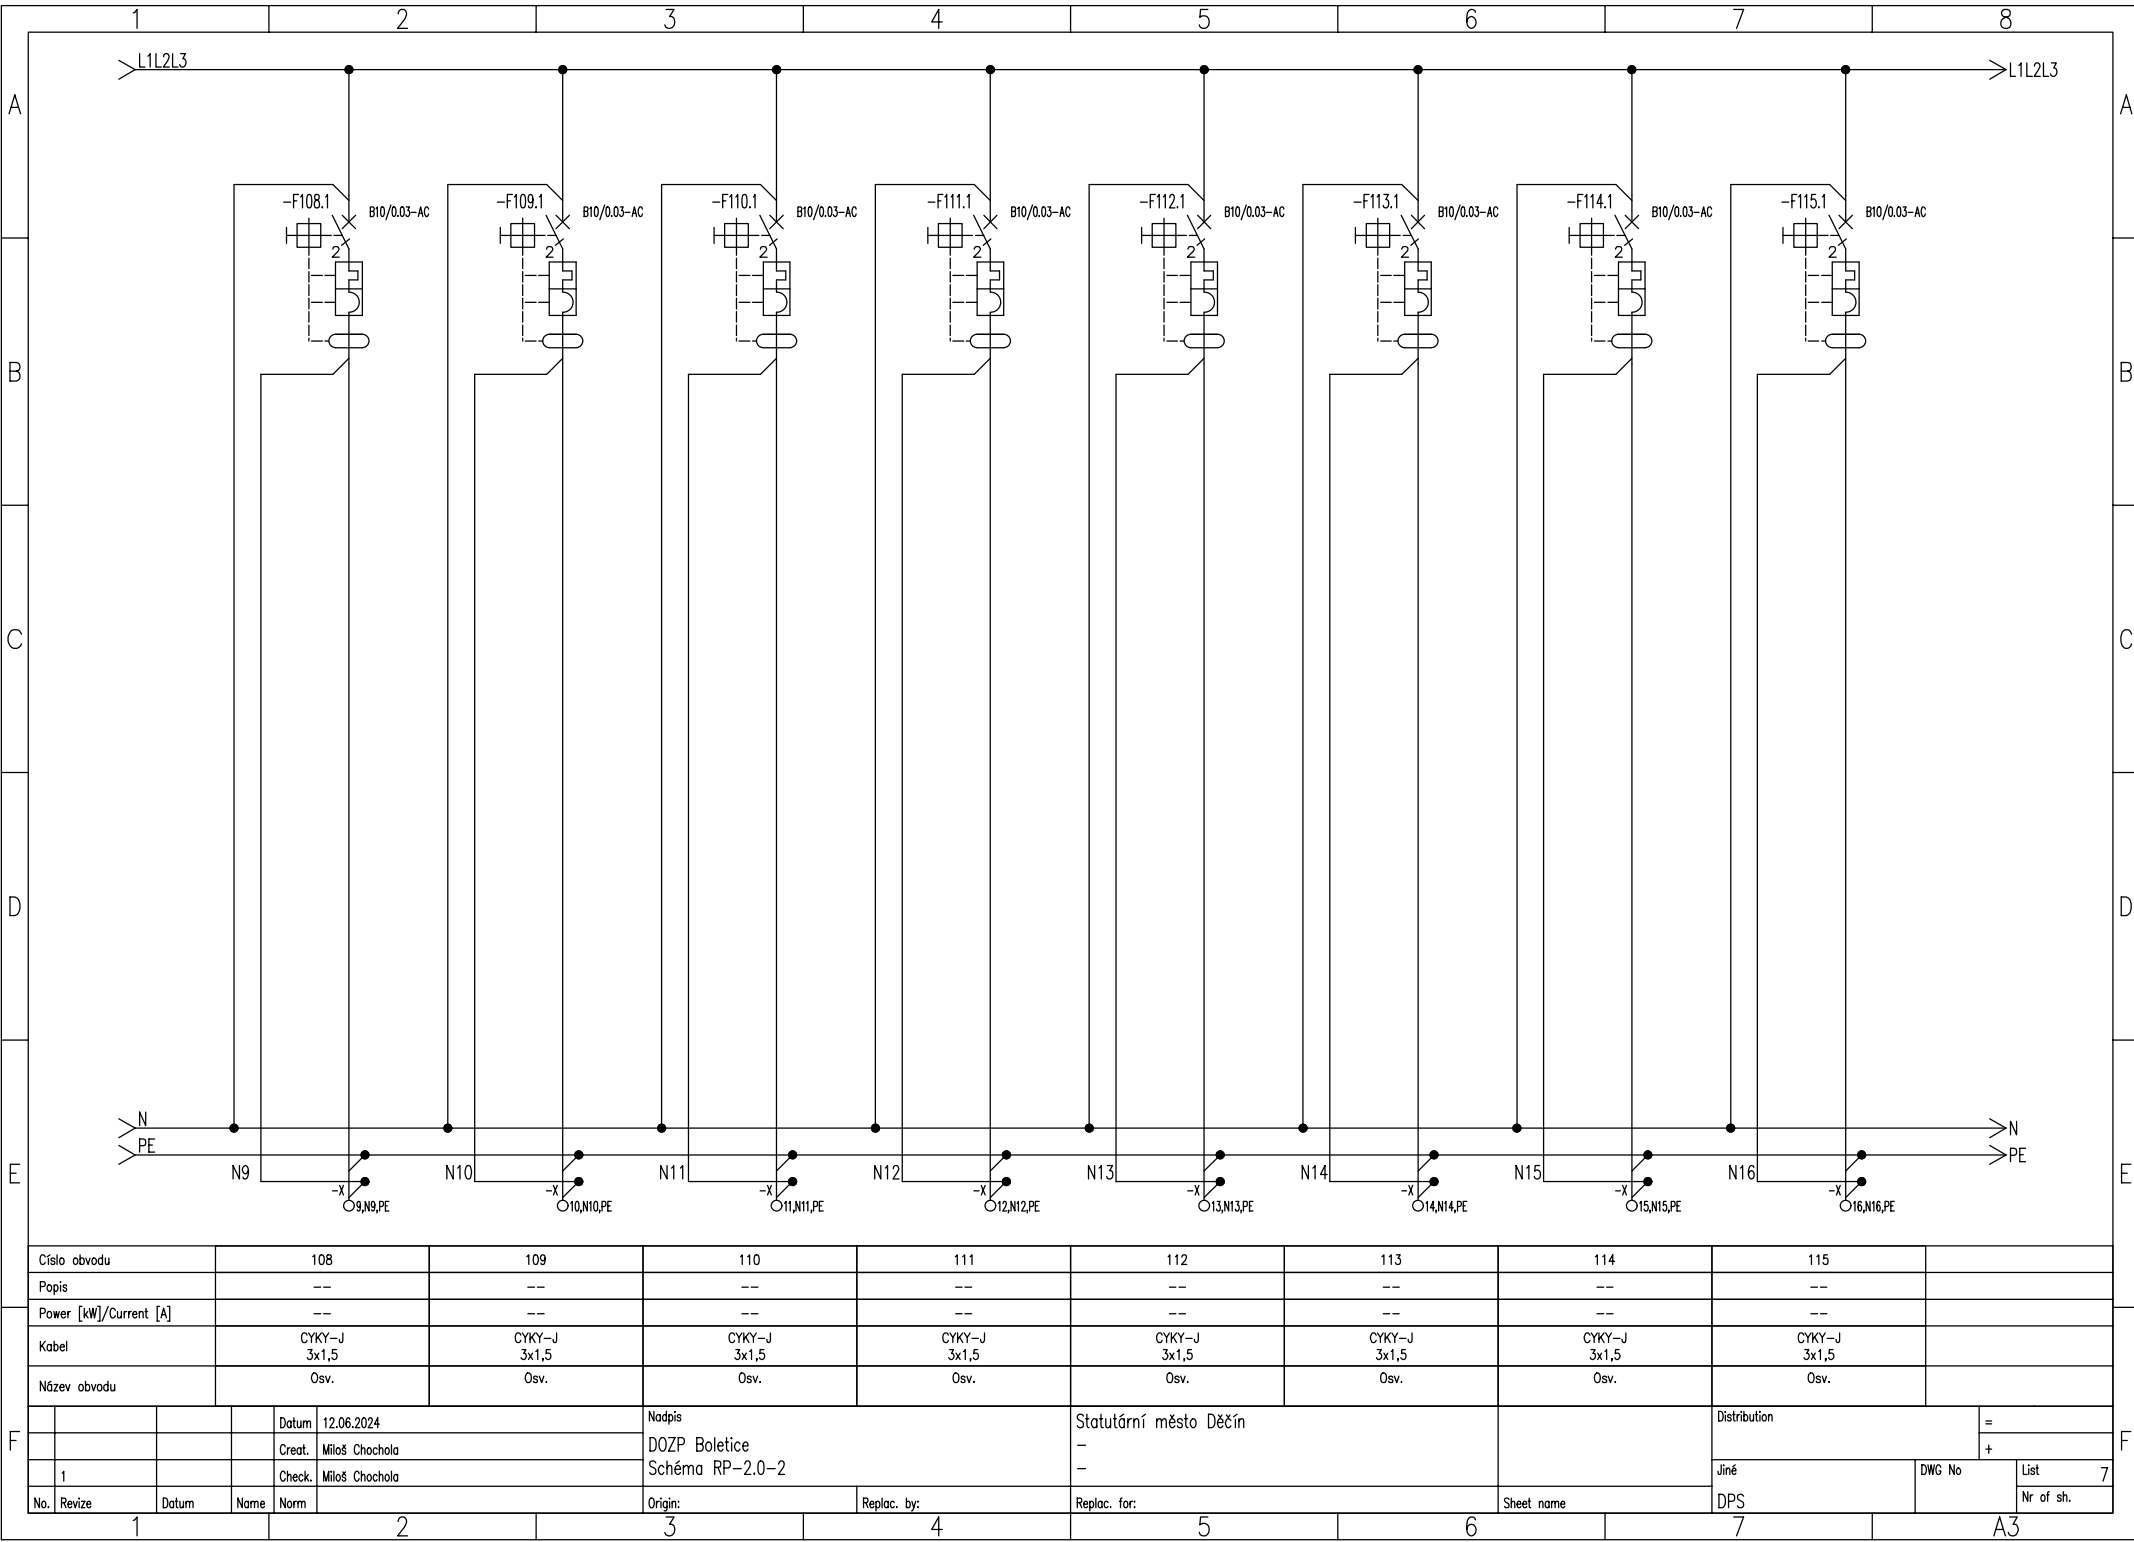 1 2 3 4 5 6 7 8
L1L2L3 L1L2L3
A A
-F108.1 B10/0.03-AC -F109.1 B10/0.03-AC -F110.1 B10/0.03-AC -F111.1 B10/0.03-AC -F112.1 B10/0.03-AC -F113.1 B10/0.03-AC -F114.1 B10/0.03-AC -F115.1 B10/0.03-AC
2 2 2 2 2 2 2 2
B B
C C
D D
N N
PE PE
E N9 N10 N11 N12 N13 N14 N15 N16 E
-X -X -X -X -X -X -X -X
9,N9,PE 10,N10,PE 11,N11,PE 12,N12,PE 13,N13,PE 14,N14,PE 15,N15,PE 16,N16,PE
Císlo obvodu 108 109 110 111 112 113 114 115
Popis -- -- -- -- -- -- -- --
Power [kW]/Current [A] -- -- -- -- -- -- -- --
Kabel CYKY-J CYKY-J CYKY-J CYKY-J CYKY-J CYKY-J CYKY-J CYKY-J
3x1,5 3x1,5 3x1,5 3x1,5 3x1,5 3x1,5 3x1,5 3x1,5
Název obvodu Osv. Osv. Osv. Osv. Osv. Osv. Osv. Osv.
Datum 12.06.2024 Nadpis Statutární město Děčín Distribution =
F Creat. Miloš Chochola DOZP Boletice - + F
1 Check. Miloš Chochola Schéma RP-2.0-2 - Jiné DWG No List 7
No. Revize Datum Name Norm Origin: Replac. by: Replac. for: Sheet name DPS Nr of sh.
1 2 3 4 5 6 7 A3